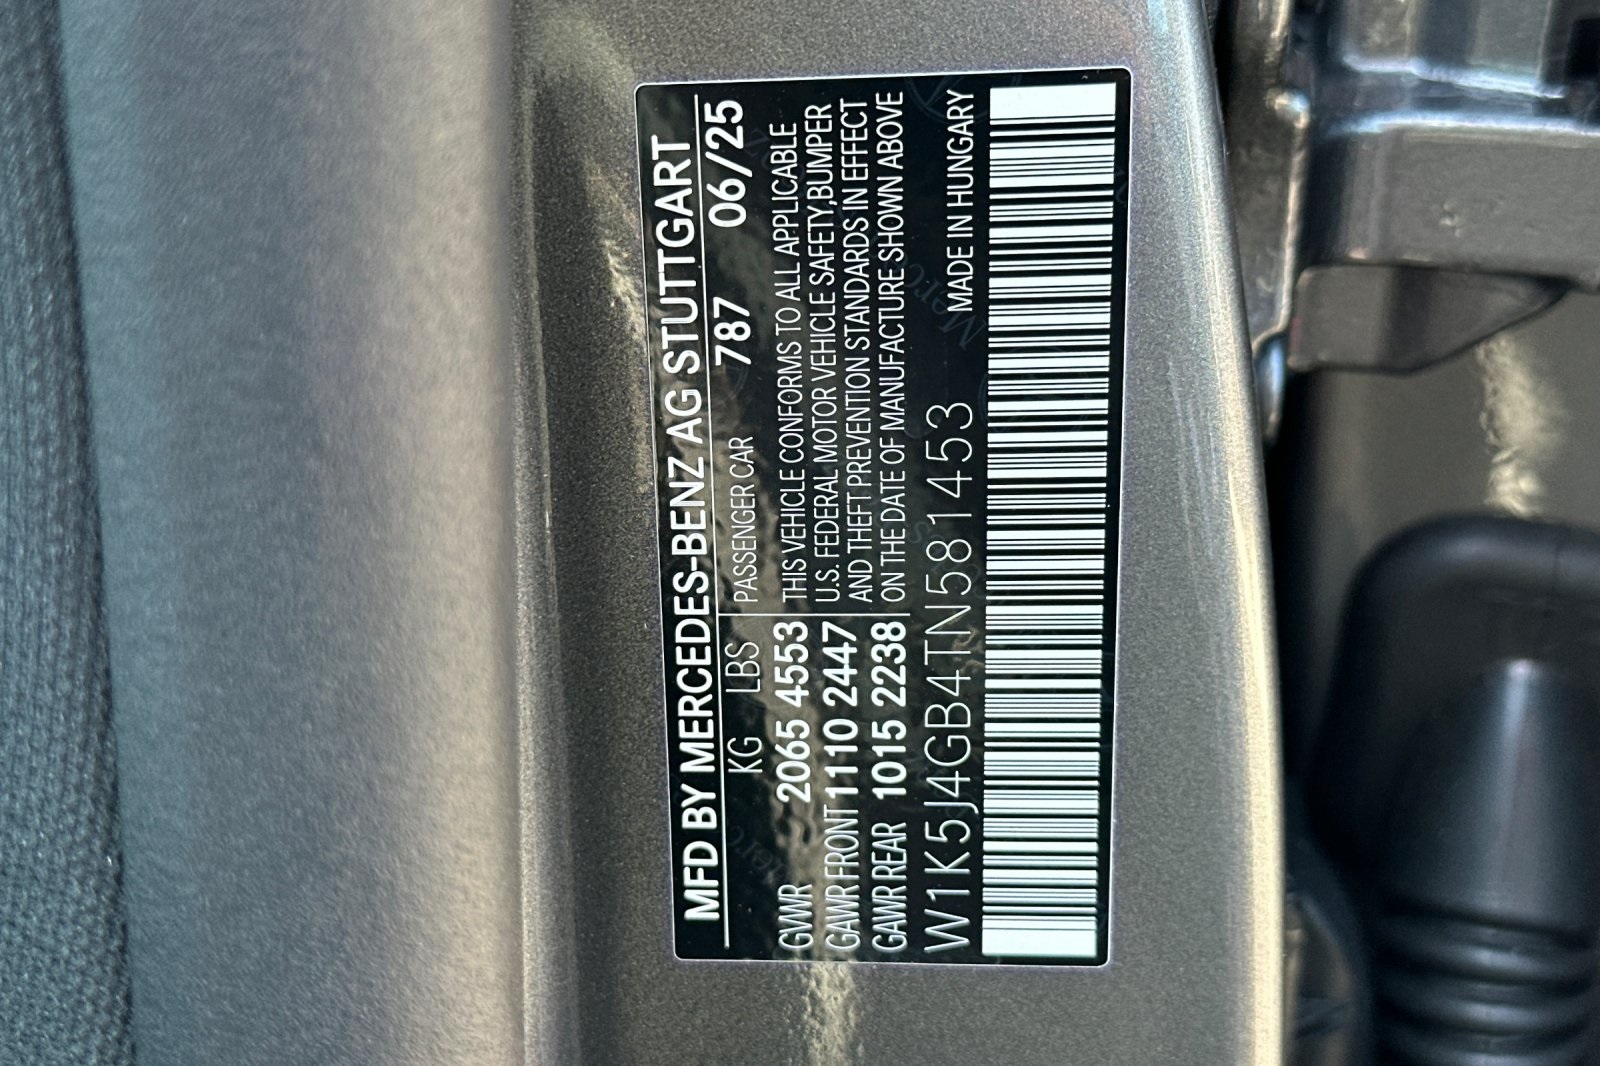 MFD BY MERCEDES-BENZ AG STUTTGART
KG LBS PASSENGER CAR 787 06/25
GVWR 2065 4553 THIS VEHICLE CONFORMS TO ALL APPLICABLE
GAWR FRONT 1110 2447 U.S. FEDERAL MOTOR VEHICLE SAFETY,BUMPER
GAWR REAR 1015 2238 AND THEFT PREVENTION STANDARDS IN EFFECT
ON THE DATE OF MANUFACTURE SHOWN ABOVE
W1K5J4GB4TN581453 MADE IN HUNGARY